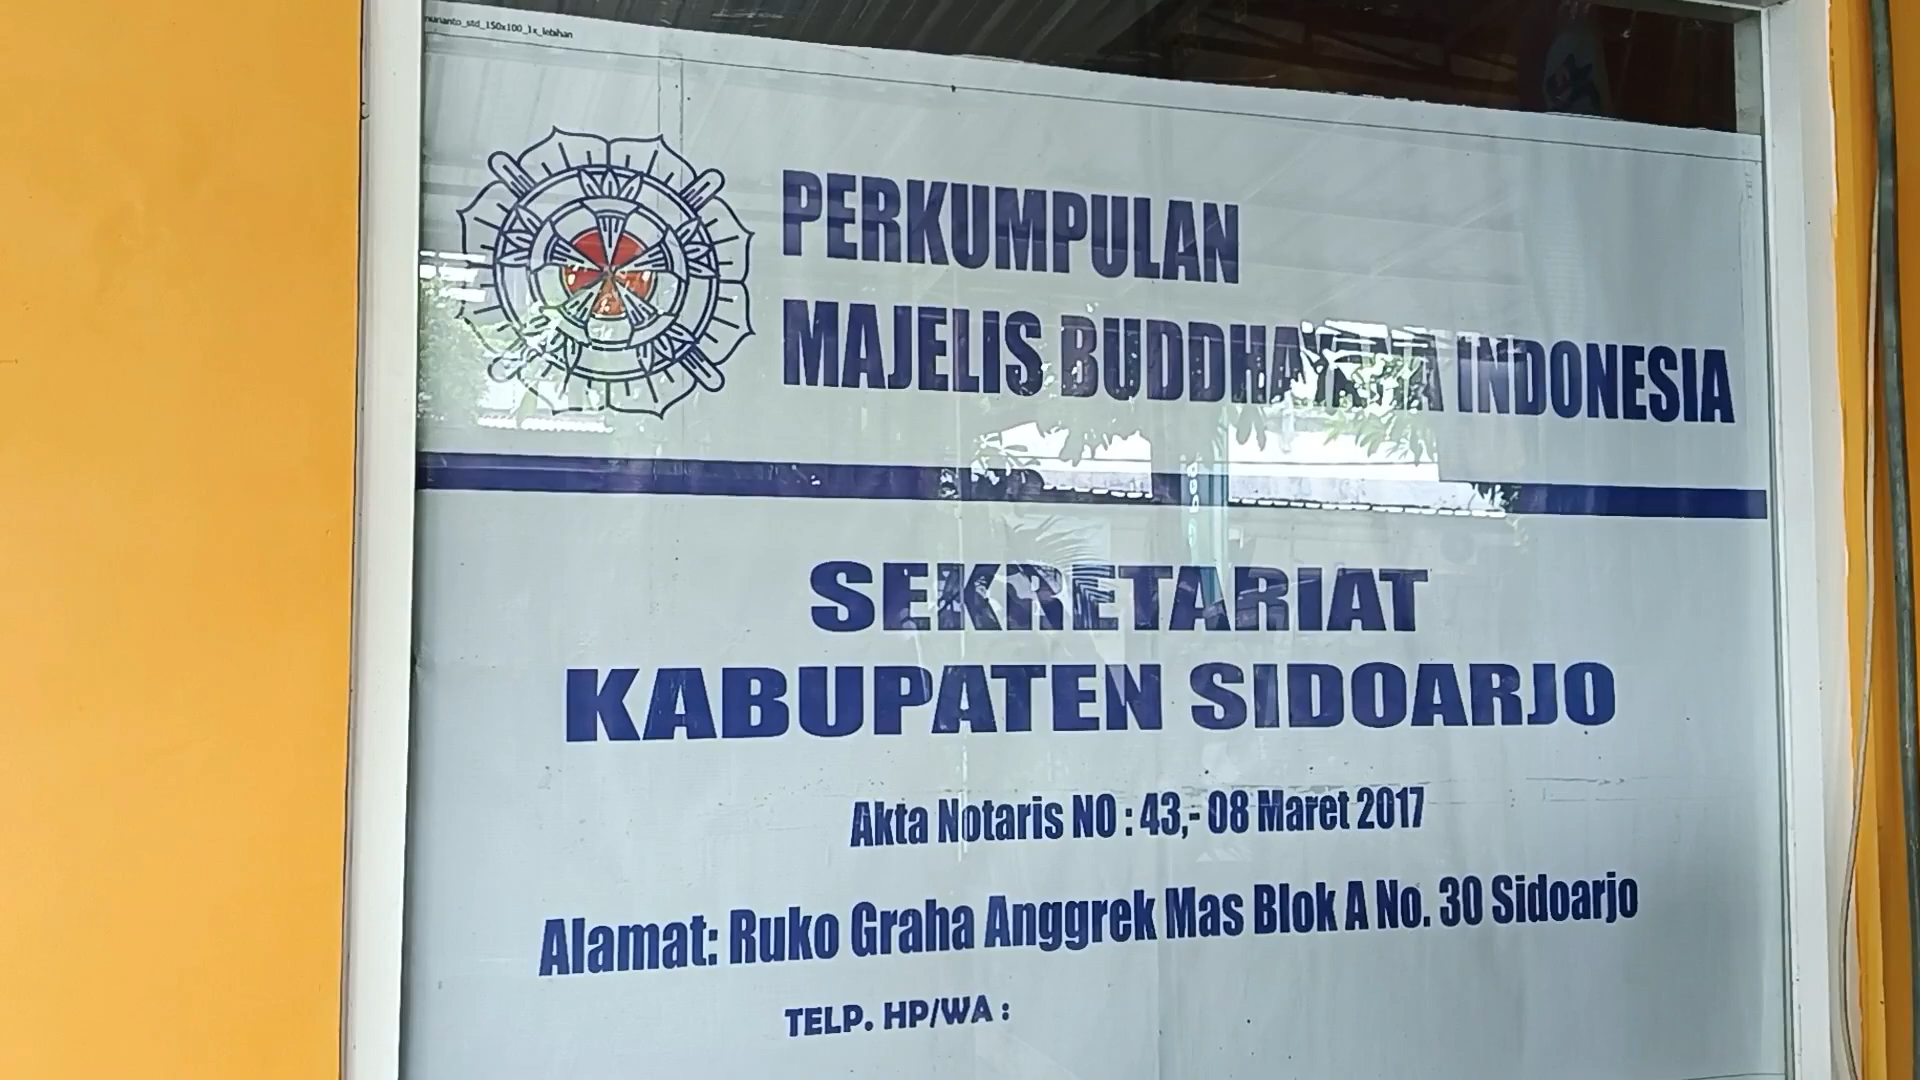 nurianto_std_150x100_1x_lebihan
PERKUMPULAN
MAJELIS BUDDHAYANA INDONESIA
SEKRETARIAT
KABUPATEN SIDOARJO
Akta Notaris NO : 43,- 08 Maret 2017
Alamat: Ruko Graha Anggrek Mas Blok A No. 30 Sidoarjo
TELP. HP/WA :